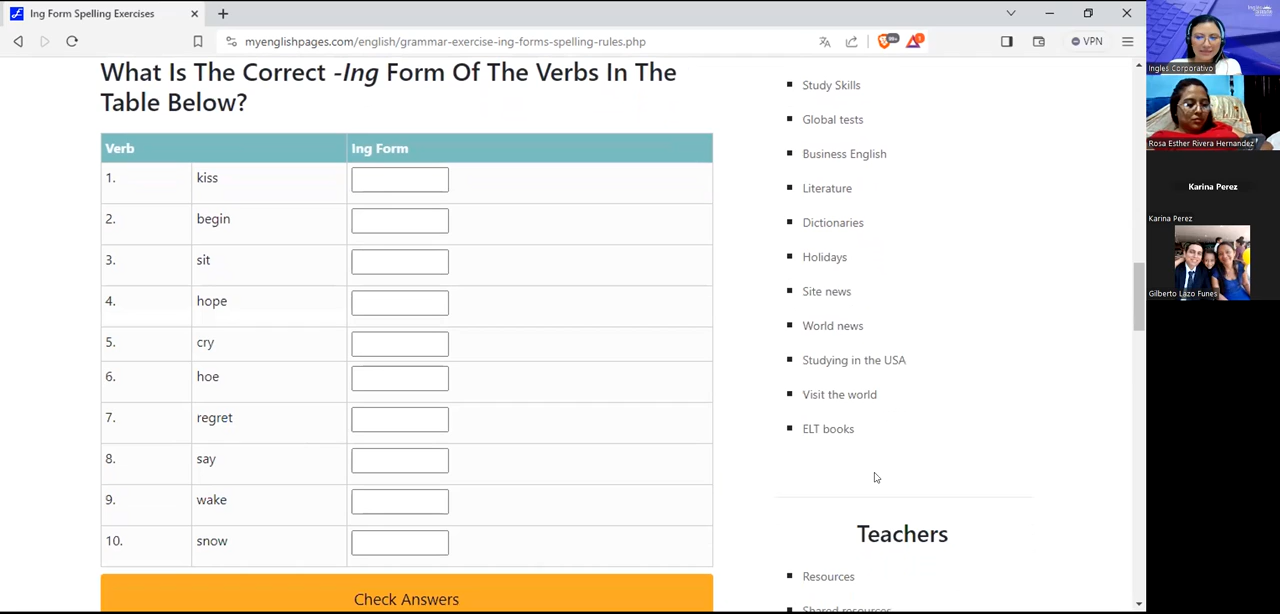 Ing Form Spelling Exercises
myenglishpages.com/english/grammar-exercise-ing-forms-spelling-rules.php
VPN
What Is The Correct -Ing Form Of The Verbs In The
Table Below?
Verb Ing Form
1. kiss
2. begin
3. sit
4. hope
5. cry
6. hoe
7. regret
8. say
9. wake
10. snow
Check Answers
Study Skills
Global tests
Business English
Literature
Dictionaries
Holidays
Site news
World news
Studying in the USA
Visit the world
ELT books
Teachers
Resources
Shared resources
Ingles Corporativo
Rosa Esther Rivera Hernandez
Karina Perez
Karina Perez
Gilberto Lazo Funes